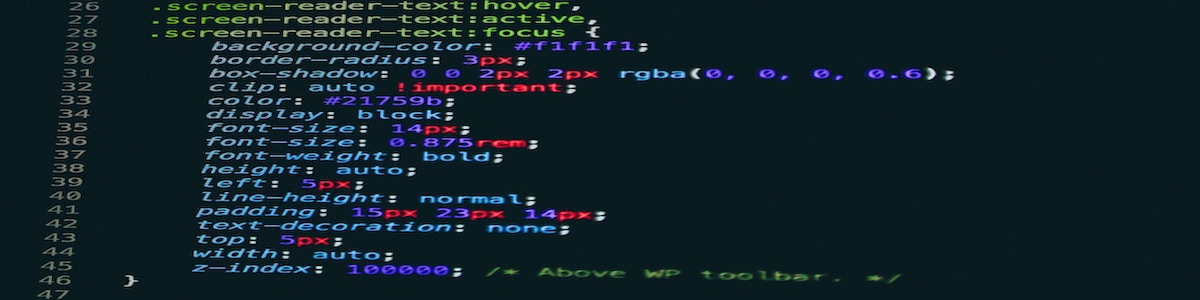 26 .screen-reader-text:hover,
27 .screen-reader-text:active,
28 .screen-reader-text:focus {
29 background-color: #f1f1f1;
30 border-radius: 3px;
31 box-shadow: 0 0 2px 2px rgba(0, 0, 0, 0.6);
32 clip: auto !important;
33 color: #21759b;
34 display: block;
35 font-size: 14px;
36 font-size: 0.875rem;
37 font-weight: bold;
38 height: auto;
39 left: 5px;
40 line-height: normal;
41 padding: 15px 23px 14px;
42 text-decoration: none;
43 top: 5px;
44 width: auto;
45 z-index: 100000; /* Above WP toolbar. */
46 }
47